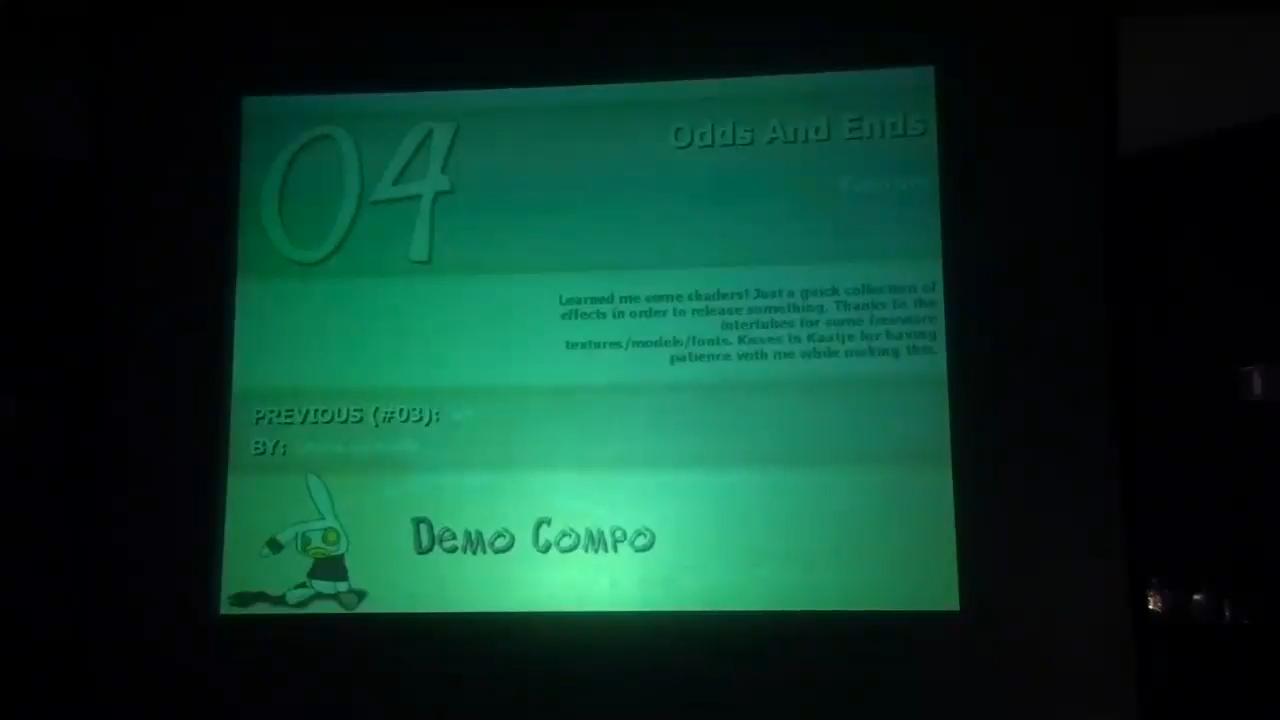 04
Odds And Ends
Learned me some shaders! Just a quick collection of
effects in order to release something. Thanks to the
intertubes for some freeware
textures/models/fonts. Kisses to Kaatje for having
patience with me while making this.
PREVIOUS (#03):
BY:
Demo Compo